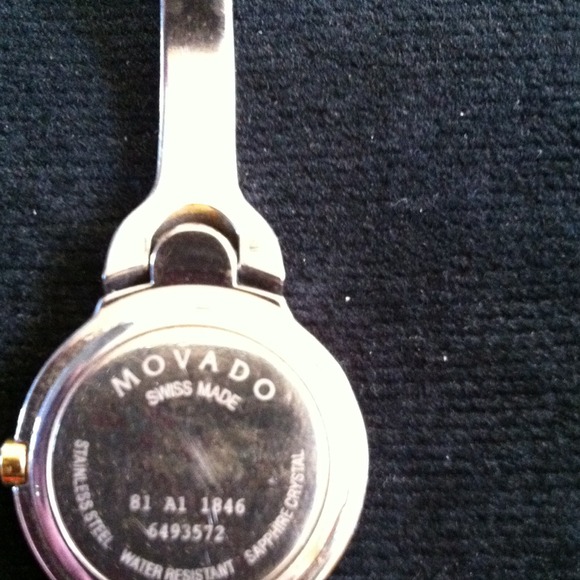 MOVADO
SWISS MADE
81 A1 1846
6493572
STAINLESS STEEL WATER RESISTANT SAPPHIRE CRYSTAL